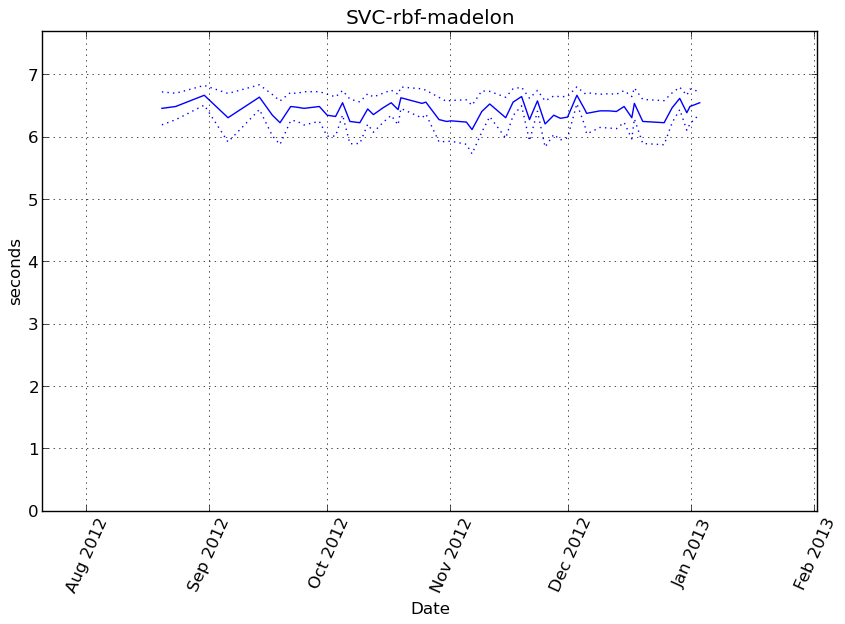 SVC-rbf-madelon
7
6
5
4
3
2
1
0
seconds
Aug 2012
Sep 2012
Oct 2012
Nov 2012
Dec 2012
Jan 2013
Feb 2013
Date